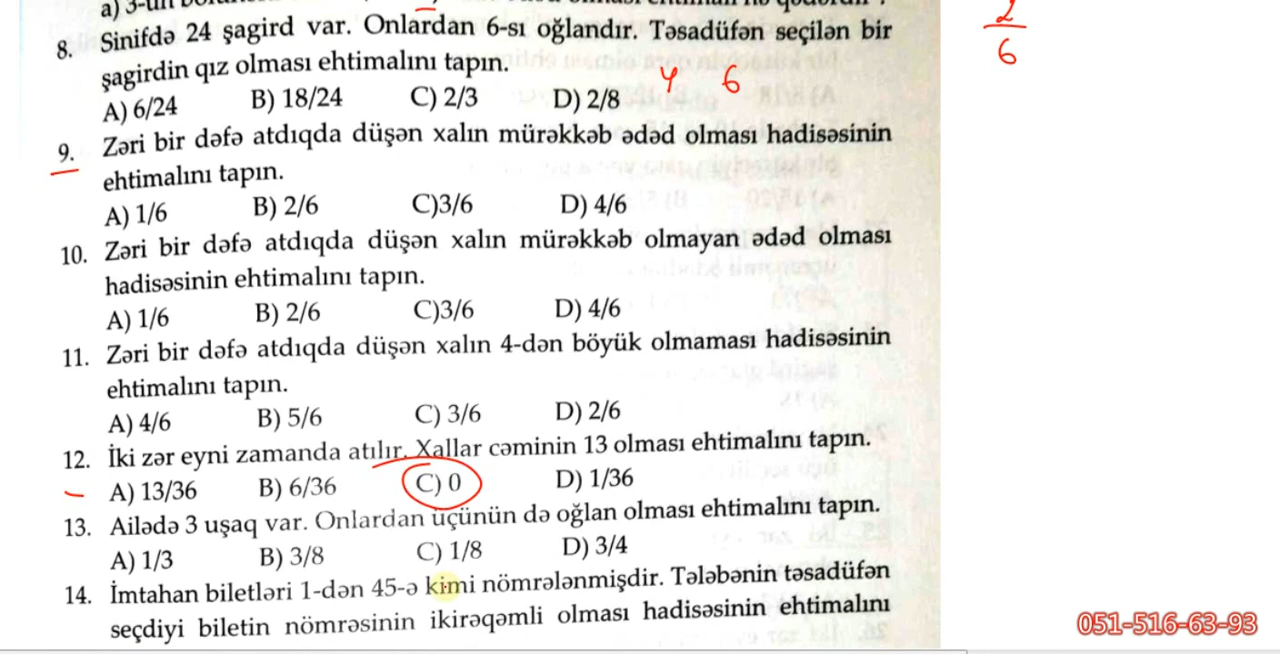 a) 3-ün
8. Sinifdə 24 şagird var. Onlardan 6-sı oğlandır. Təsadüfən seçilən bir
şagirdin qız olması ehtimalını tapın.
A) 6/24 B) 18/24 C) 2/3 D) 2/8
4 6
2/6
9. Zəri bir dəfə atdıqda düşən xalın mürəkkəb ədəd olması hadisəsinin
ehtimalını tapın.
A) 1/6 B) 2/6 C)3/6 D) 4/6
10. Zəri bir dəfə atdıqda düşən xalın mürəkkəb olmayan ədəd olması
hadisəsinin ehtimalını tapın.
A) 1/6 B) 2/6 C)3/6 D) 4/6
11. Zəri bir dəfə atdıqda düşən xalın 4-dən böyük olmaması hadisəsinin
ehtimalını tapın.
A) 4/6 B) 5/6 C) 3/6 D) 2/6
12. İki zər eyni zamanda atılır. Xallar cəminin 13 olması ehtimalını tapın.
A) 13/36 B) 6/36 C) 0 D) 1/36
13. Ailədə 3 uşaq var. Onlardan üçünün də oğlan olması ehtimalını tapın.
A) 1/3 B) 3/8 C) 1/8 D) 3/4
14. İmtahan biletləri 1-dən 45-ə kimi nömrələnmişdir. Tələbənin təsadüfən
seçdiyi biletin nömrəsinin ikirəqəmli olması hadisəsinin ehtimalını
051-516-63-93